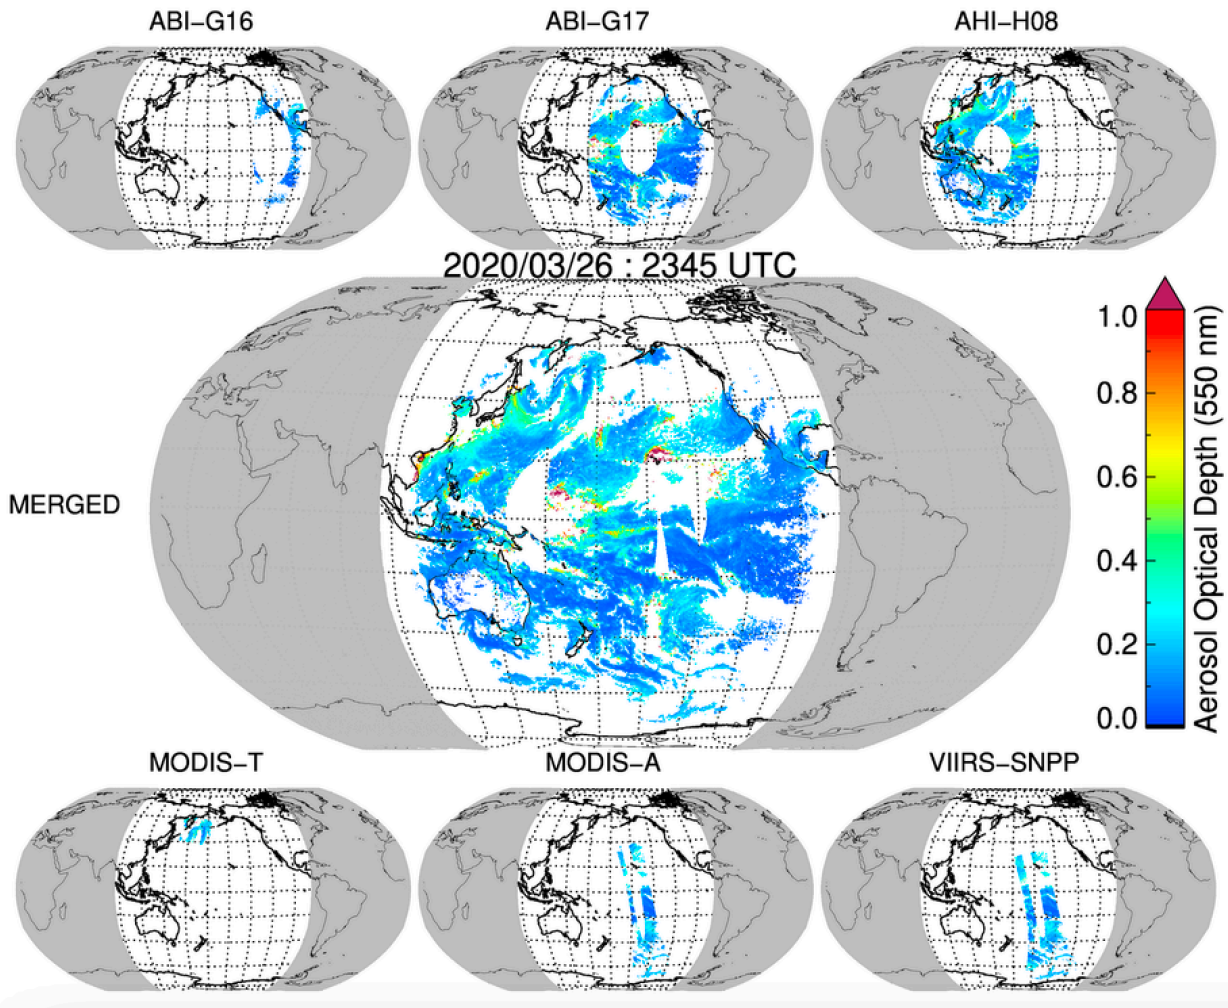 ABI-G16 ABI-G17 AHI-H08
2020/03/26 : 2345 UTC
MERGED
1.0
0.8
0.6
0.4
0.2
0.0
Aerosol Optical Depth (550 nm)
MODIS-T MODIS-A VIIRS-SNPP